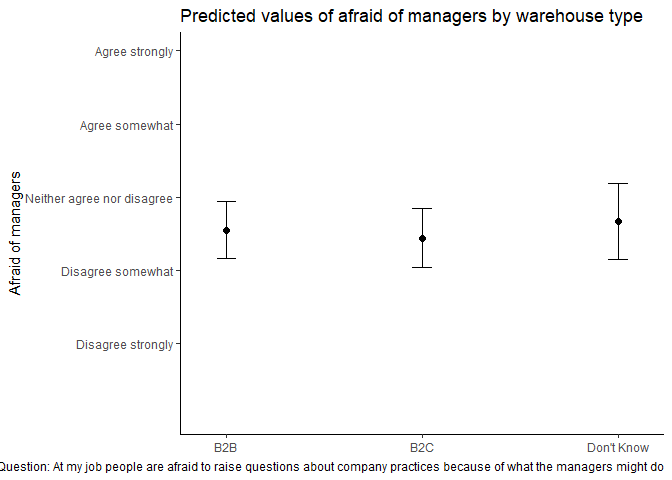 Predicted values of afraid of managers by warehouse type
Afraid of managers
Agree strongly
Agree somewhat
Neither agree nor disagree
Disagree somewhat
Disagree strongly
B2B B2C Don't Know
Question: At my job people are afraid to raise questions about company practices because of what the managers might do